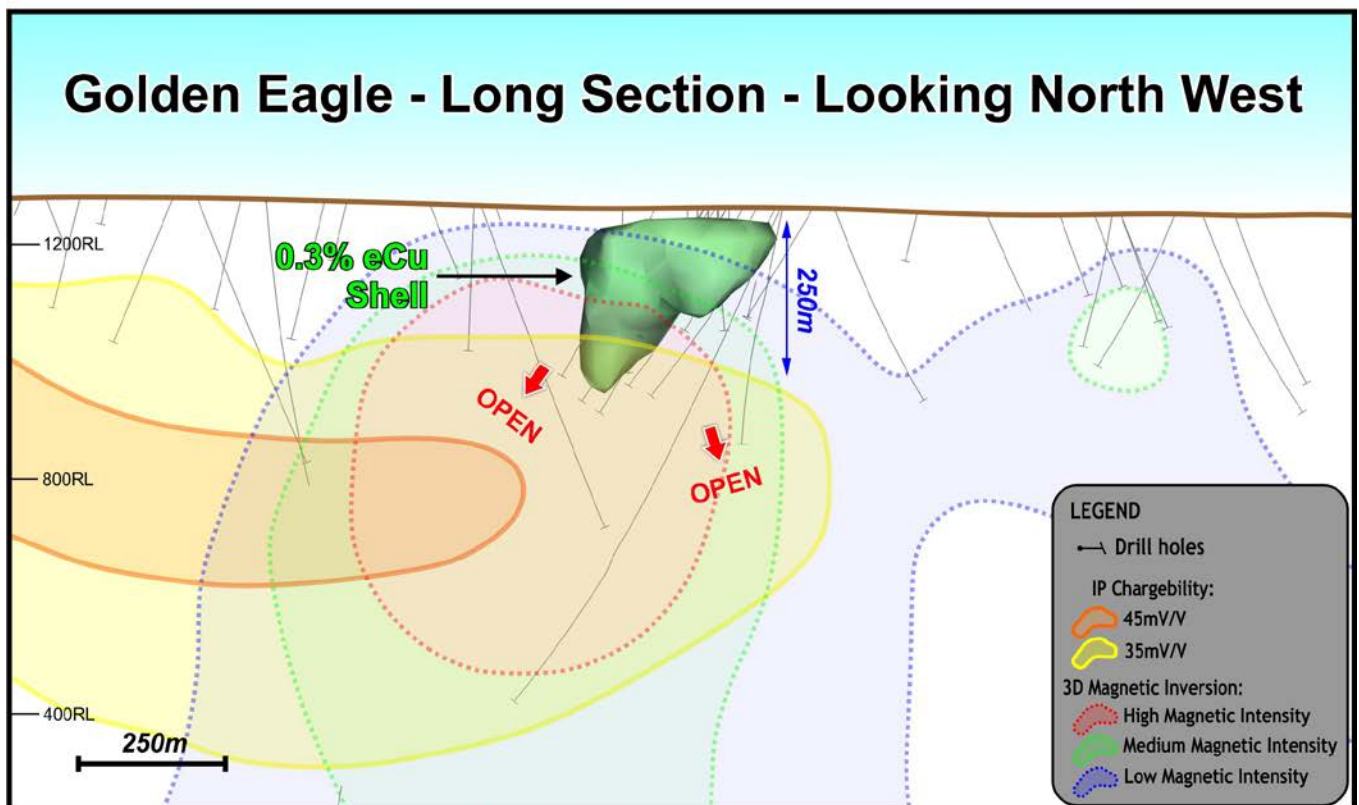 Golden Eagle - Long Section - Looking North West
1200RL
0.3% eCu
Shell
250m
OPEN
OPEN
800RL
400RL
250m
LEGEND
Drill holes
IP Chargebility:
45mV/V
35mV/V
3D Magnetic Inversion:
High Magnetic Intensity
Medium Magnetic Intensity
Low Magnetic Intensity